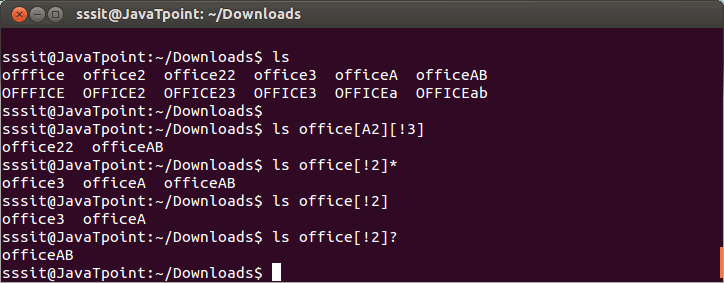 sssit@JavaTpoint: ~/Downloads
sssit@JavaTpoint:~/Downloads$ ls
offfice  office2  office22  office3  officeA  officeAB
OFFFICE  OFFICE2  OFFICE23  OFFICE3  OFFICEa  OFFICEab
sssit@JavaTpoint:~/Downloads$
sssit@JavaTpoint:~/Downloads$ ls office[A2][!3]
office22  officeAB
sssit@JavaTpoint:~/Downloads$ ls office[!2]*
office3  officeA  officeAB
sssit@JavaTpoint:~/Downloads$ ls office[!2]
office3  officeA
sssit@JavaTpoint:~/Downloads$ ls office[!2]?
officeAB
sssit@JavaTpoint:~/Downloads$